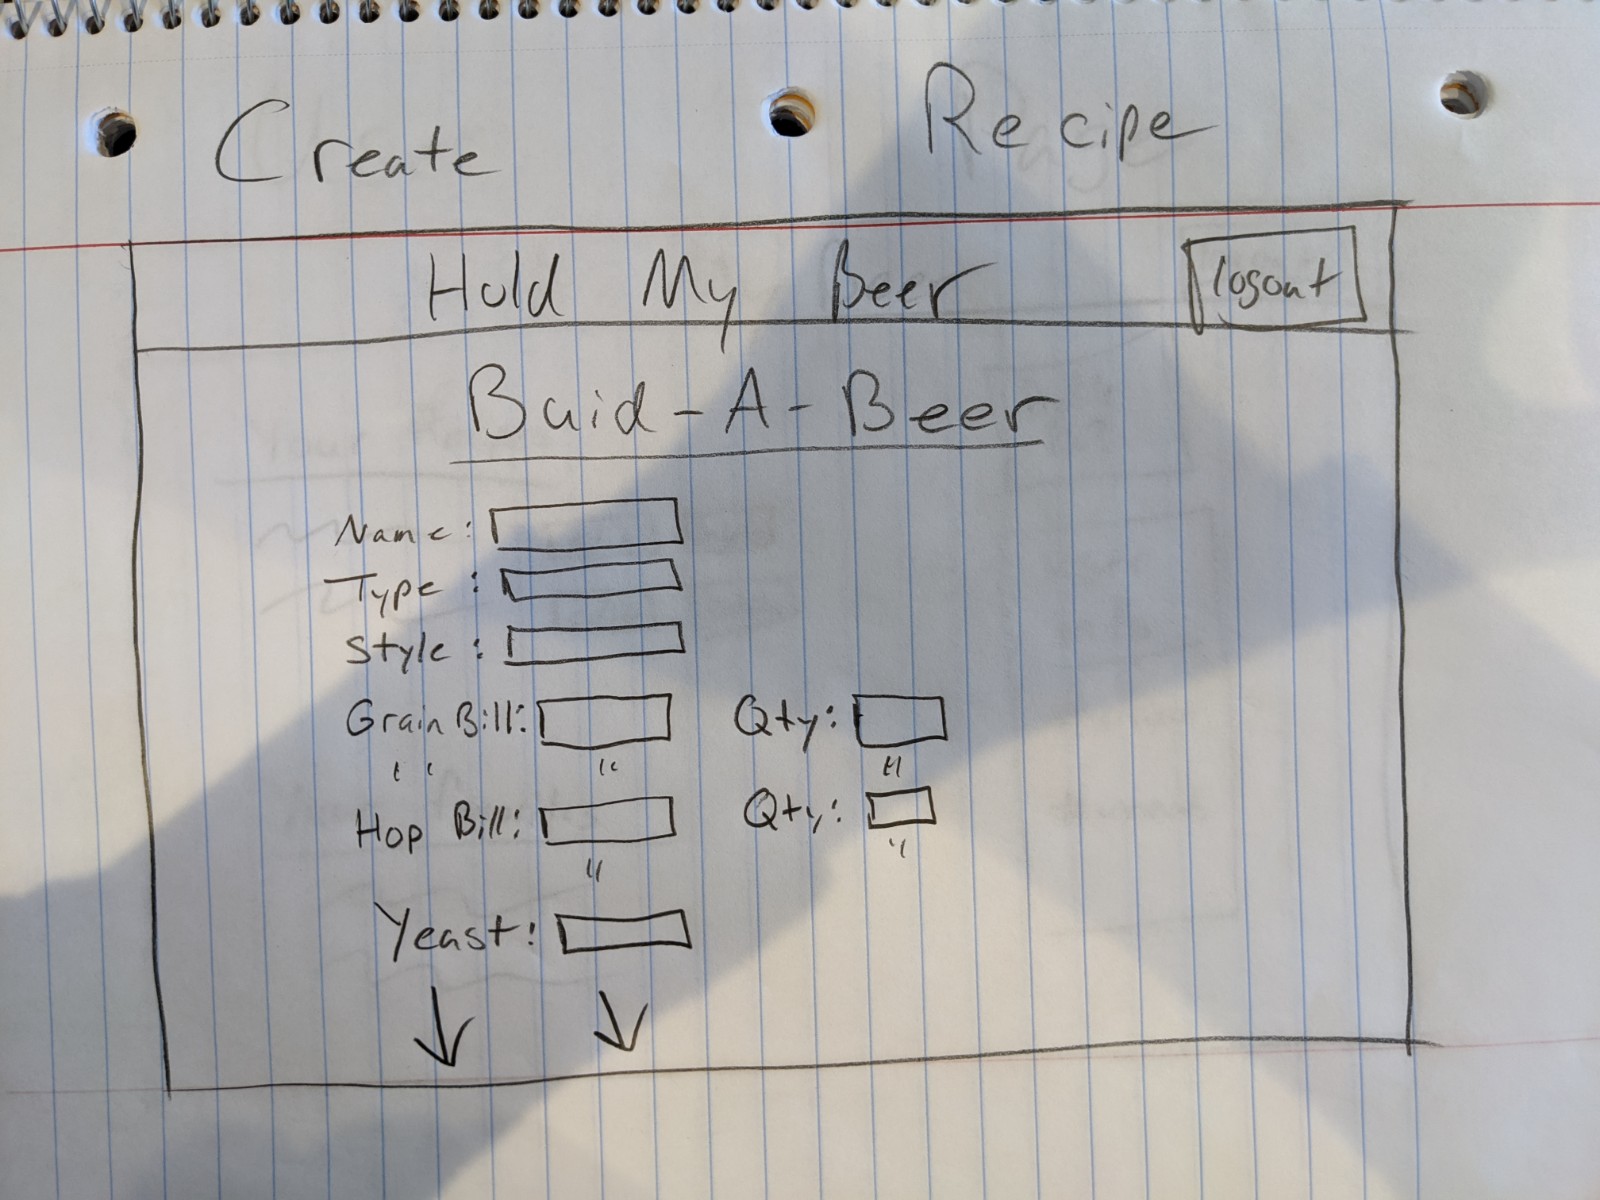 Create Recipe
Hold My Beer logout
Buid-A-Beer
Name:
Type:
Style:
Grain Bill: Qty:
" " "
Hop Bill: Qty:
" "
Yeast: